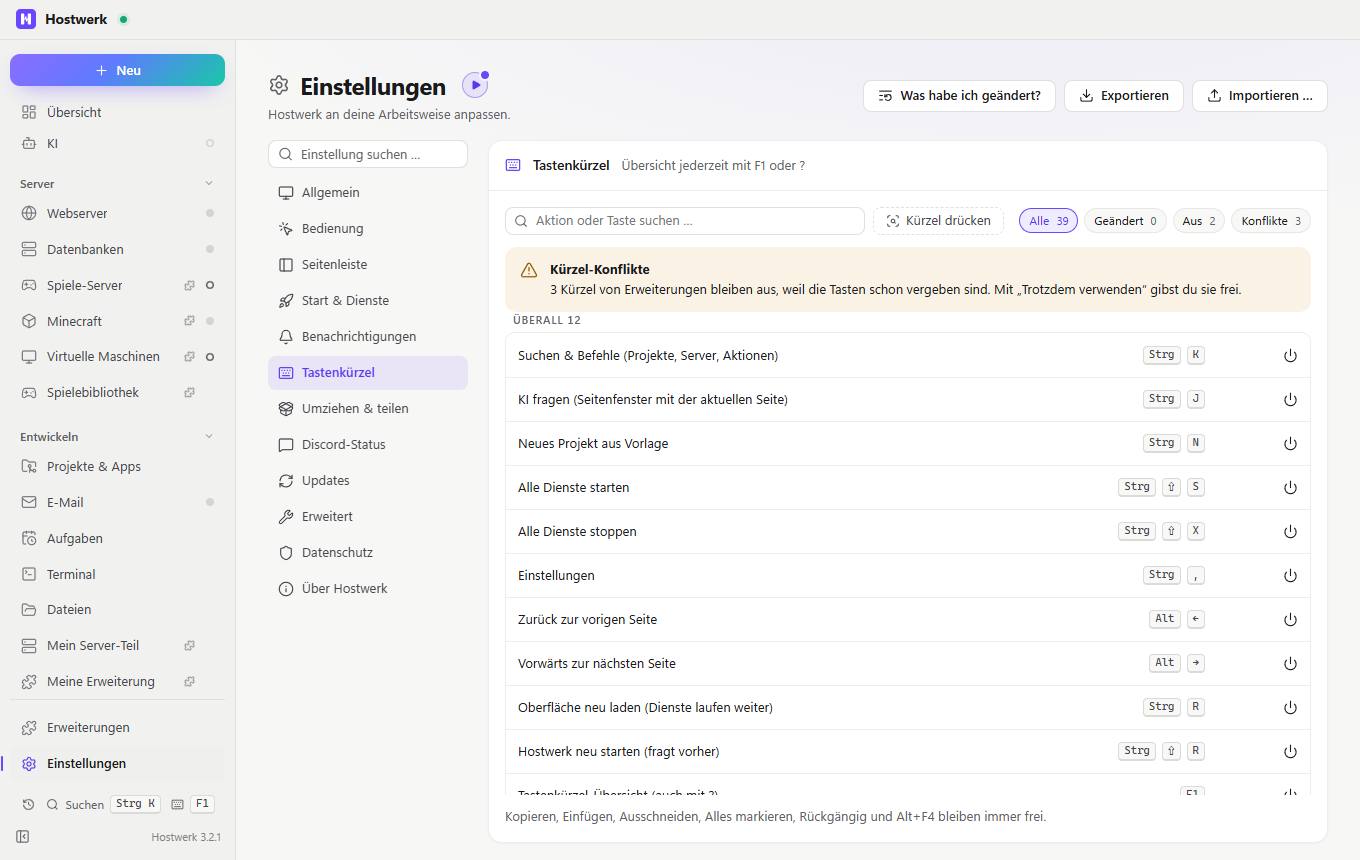 Hostwerk
+ Neu
Übersicht
KI
Server
Webserver
Datenbanken
Spiele-Server
Minecraft
Virtuelle Maschinen
Spielebibliothek
Entwickeln
Projekte & Apps
E-Mail
Aufgaben
Terminal
Dateien
Mein Server-Teil
Meine Erweiterung
Erweiterungen
Einstellungen
Suchen Strg K F1
Hostwerk 3.2.1
Einstellungen
Hostwerk an deine Arbeitsweise anpassen.
Was habe ich geändert?
Exportieren
Importieren ...
Einstellung suchen ...
Allgemein
Bedienung
Seitenleiste
Start & Dienste
Benachrichtigungen
Tastenkürzel
Umziehen & teilen
Discord-Status
Updates
Erweitert
Datenschutz
Über Hostwerk
Tastenkürzel Übersicht jederzeit mit F1 oder ?
Aktion oder Taste suchen ...
Kürzel drücken
Alle 39
Geändert 0
Aus 2
Konflikte 3
Kürzel-Konflikte
3 Kürzel von Erweiterungen bleiben aus, weil die Tasten schon vergeben sind. Mit „Trotzdem verwenden“ gibst du sie frei.
ÜBERALL 12
Suchen & Befehle (Projekte, Server, Aktionen) Strg K
KI fragen (Seitenfenster mit der aktuellen Seite) Strg J
Neues Projekt aus Vorlage Strg N
Alle Dienste starten Strg ⇧ S
Alle Dienste stoppen Strg ⇧ X
Einstellungen Strg ,
Zurück zur vorigen Seite Alt ←
Vorwärts zur nächsten Seite Alt →
Oberfläche neu laden (Dienste laufen weiter) Strg R
Hostwerk neu starten (fragt vorher) Strg ⇧ R
Tastenkürzel-Übersicht (auch mit ?) F1
Kopieren, Einfügen, Ausschneiden, Alles markieren, Rückgängig und Alt+F4 bleiben immer frei.